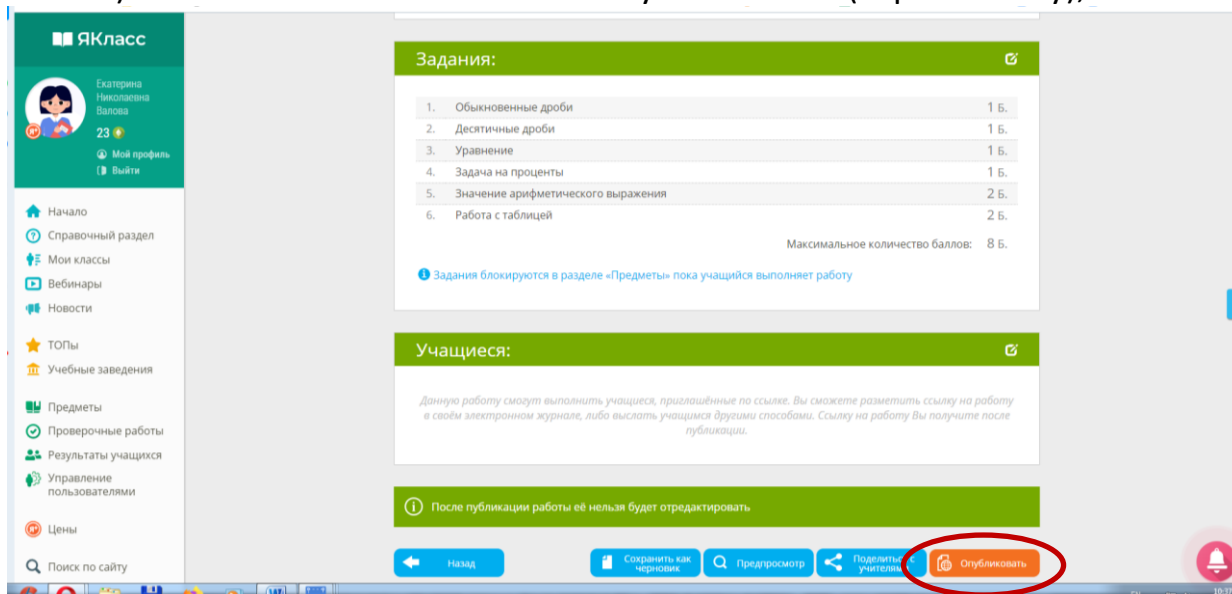 ЯКласс
Екатерина
Николаевна
Валова
23
Мой профиль
Выйти
Начало
Справочный раздел
Мои классы
Вебинары
Новости
ТОПы
Учебные заведения
Предметы
Проверочные работы
Результаты учащихся
Управление
пользователями
Цены
Поиск по сайту
Задания:
1. Обыкновенные дроби 1 Б.
2. Десятичные дроби 1 Б.
3. Уравнение 1 Б.
4. Задача на проценты 1 Б.
5. Значение арифметического выражения 2 Б.
6. Работа с таблицей 2 Б.
Максимальное количество баллов: 8 Б.
Задания блокируются в разделе «Предметы» пока учащийся выполняет работу
Учащиеся:
Данную работу смогут выполнить учащиеся, приглашённые по ссылке. Вы сможете разметить ссылку на работу
в своём электронном журнале, либо выслать учащимся другими способами. Ссылку на работу Вы получите после
публикации.
После публикации работы её нельзя будет отредактировать
Назад
Сохранить как
черновик
Предпросмотр
Поделиться с
учителям
Опубликовать